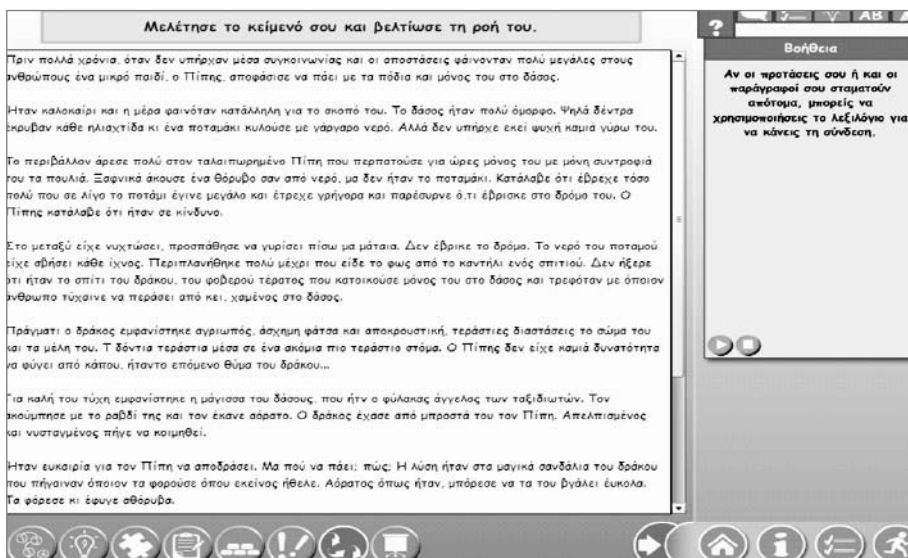 Μελέτησε το κείμενό σου και βελτίωσε τη ροή του.
?
ΑΒ
Βοήθεια
Αν οι προτάσεις σου ή και οι
παράγραφοί σου σταματούν
απότομα, μπορείς να
χρησιμοποιήσεις το λεξιλόγιο για
να κάνεις τη σύνδεση.
Πριν πολλά χρόνια, όταν δεν υπήρχαν μέσα συγκοινωνίας και οι αποστάσεις φάινονταν πολύ μεγάλες στους
ανθρώπους ένα μικρό παιδί, ο Πίπης, αποφάσισε να πάει με τα πόδια και μόνος του στο δάσος.
Ήταν καλοκαίρι και η μέρα φαινόταν κατάλληλη για το σκοπό του. Το δάσος ήταν πολύ όμορφο. Ψηλά δέντρα
έκρυβαν κάθε ηλιαχτίδα κι ένα ποταμάκι κυλούσε με γάργαρο νερό. Αλλά δεν υπήρχε εκεί ψυχή καμιά γύρω του.
Το περιβάλλον άρεσε πολύ στον ταλαιπωρημένο Πίπη που περπατούσε για ώρες μόνος του με μόνη συντροφιά
του τα πουλιά. Ξαφνικά άκουσε ένα θόρυβο σαν από νερό, μα δεν ήταν το ποταμάκι. Κατάλαβε ότι έβρεχε τόσο
πολύ που σε λίγο το ποτάμι έγινε μεγάλο και έτρεχε γρήγορα και παρέσυρνε ό,τι έβρισκε στο δρόμο του. Ο
Πίπης κατάλαβε ότι ήταν σε κίνδυνο.
Στο μεταξύ είχε νυχτώσει, προσπάθησε να γυρίσει πίσω μα μάταια. Δεν έβρικε το δρόμο. Το νερό του ποταμού
είχε σβήσει κάθε ίχνος. Περιπλανήθηκε πολύ μέχρι που είδε το φως από το καντήλι ενός σπιτιού. Δεν ήξερε
ότι ήταν το σπίτι του δράκου, του φοβερού τέρατος που κατοικούσε μόνος του στο δάσος και τρεφόταν με όποιον
άνθρωπο τύχαινε να περάσει από κει, χαμένος στο δάσος.
Πράγματι ο δράκος εμφανίστηκε αγριωπός, άσχημη φάτσα και αποκρουστική, τεράστιες διαστάσεις το σώμα του
και τα μέλη του. Τ δόντια τεράστια μέσα σε ένα ακόμια πιο τεράστιο στόμα. Ο Πίπης δεν είχε καμιά δυνατότητα
να φύγει από κάπου, ήταντο επόμενο θύμα του δράκου...
Για καλή του τύχη εμφανίστηκε η μάγισσα του δάσους, που ήτν ο φύλακας άγγελος των ταξιδιωτών. Τον
ακούμπησε με το ραβδί της και τον έκανε αόρατο. Ο δράκος έχασε από μπροστά του τον Πίπη. Απελπισμένος
και νυσταγμένος πήγε να κοιμηθεί.
Ήταν ευκαιρία για τον Πίπη να αποδράσει. Μα πού να πάει; πώς; Η λύση ήταν στα μαγικά σανδάλια του δράκου
που πήγαιναν όποιον τα φορούσε όπου εκείνος ήθελε. Αόρατος όπως ήταν, μπόρεσε να τα του βγάλει έυκολα.
Τα φόρεσε κι έφυγε αθόρυβα.